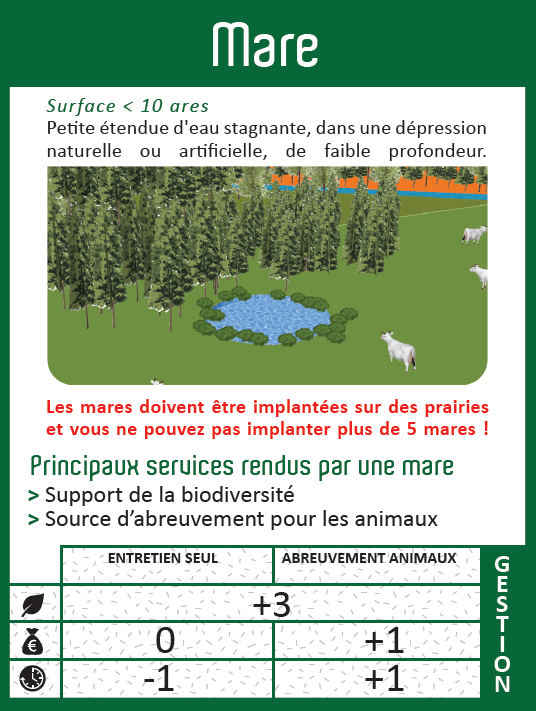 Mare
Surface < 10 ares
Petite étendue d'eau stagnante, dans une dépression
naturelle ou artificielle, de faible profondeur.
Les mares doivent être implantées sur des prairies
et vous ne pouvez pas implanter plus de 5 mares !
Principaux services rendus par une mare
> Support de la biodiversité
> Source d’abreuvement pour les animaux
ENTRETIEN SEUL ABREUVEMENT ANIMAUX
+3
€ 0 +1
-1 +1
GESTION